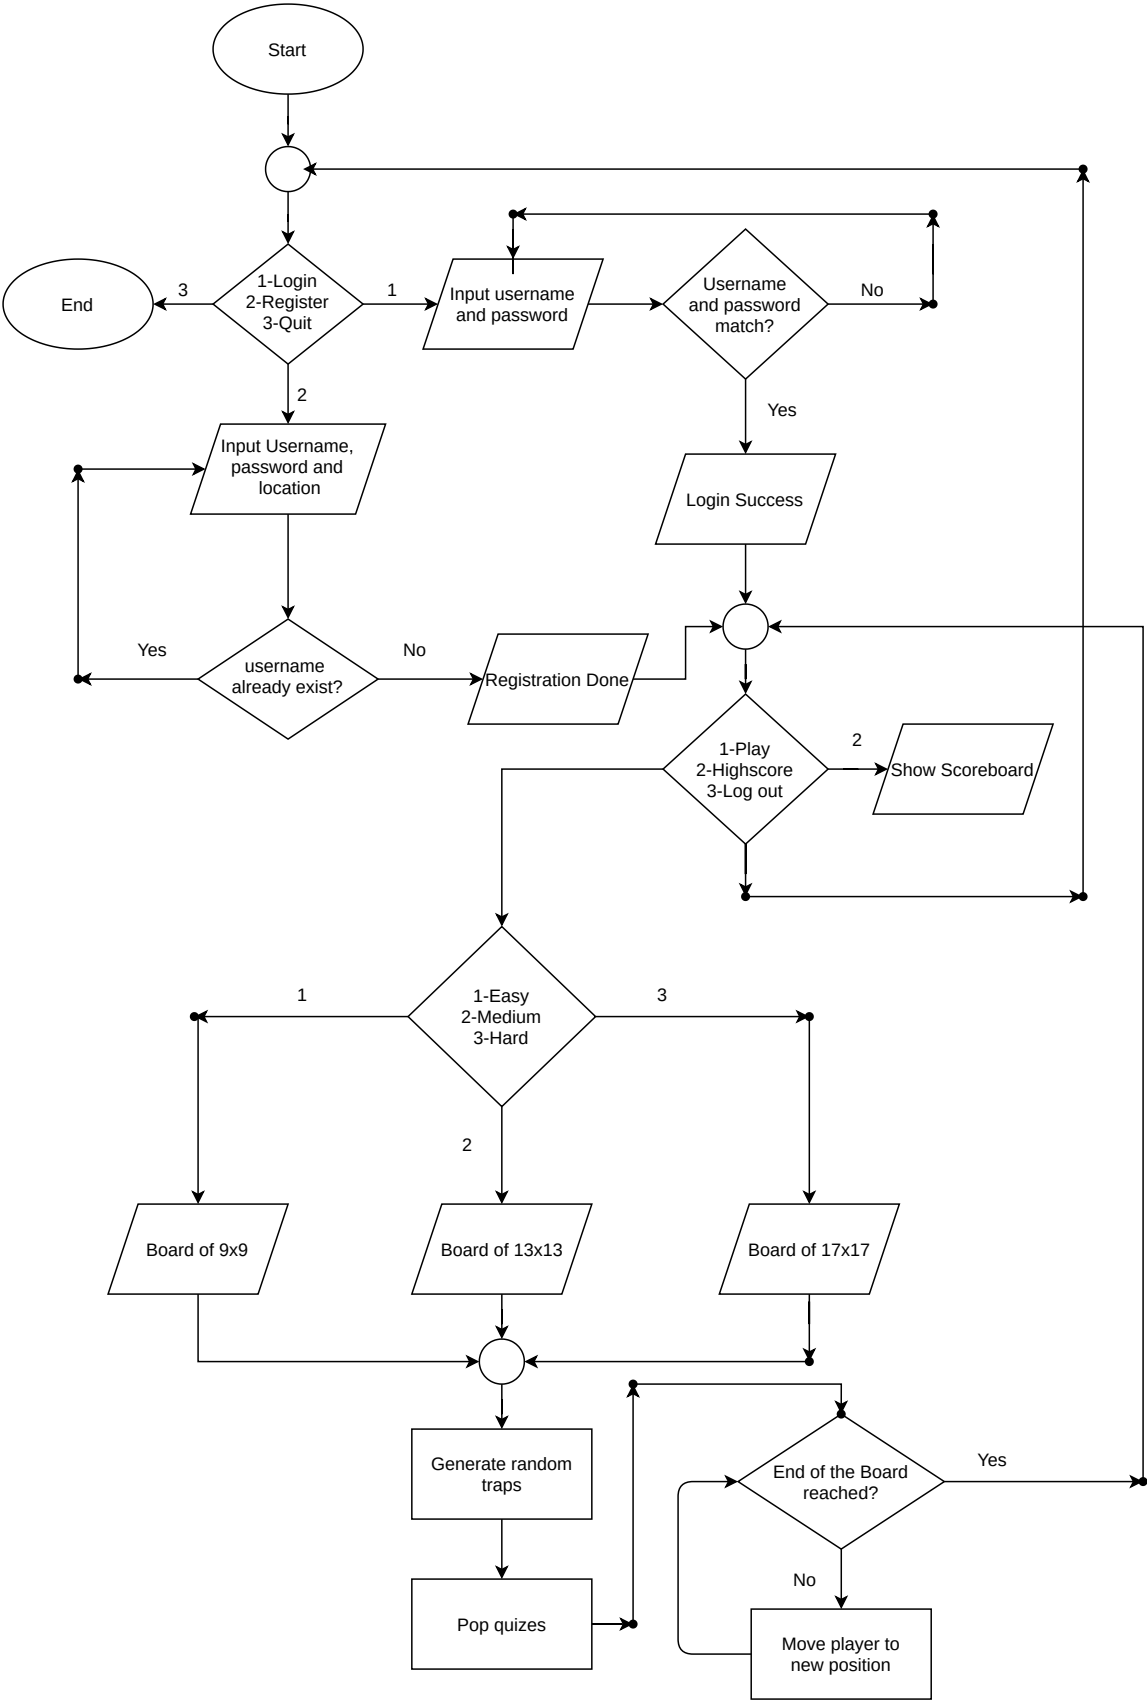 Start
1-Login
2-Register
3-Quit
3
End
1
Input username
and password
Username
and password
match?
No
2
Yes
Input Username,
password and
location
Login Success
Yes
username
already exist?
No
Registration Done
1-Play
2-Highscore
3-Log out
2
Show Scoreboard
1
1-Easy
2-Medium
3-Hard
3
2
Board of 9x9
Board of 13x13
Board of 17x17
Generate random
traps
End of the Board
reached?
Yes
Pop quizes
No
Move player to
new position